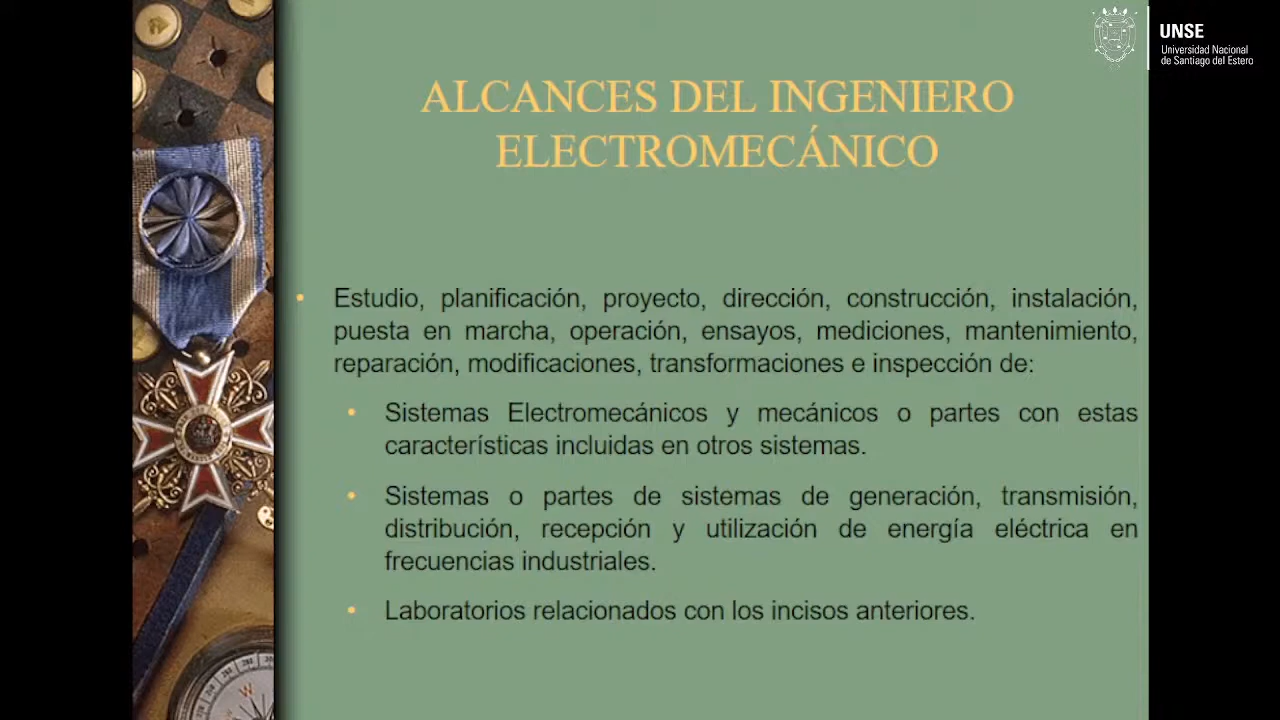 UNSE
Universidad Nacional
de Santiago del Estero
ALCANCES DEL INGENIERO
ELECTROMECÁNICO
• Estudio, planificación, proyecto, dirección, construcción, instalación,
puesta en marcha, operación, ensayos, mediciones, mantenimiento,
reparación, modificaciones, transformaciones e inspección de:
• Sistemas Electromecánicos y mecánicos o partes con estas
características incluidas en otros sistemas.
• Sistemas o partes de sistemas de generación, transmisión,
distribución, recepción y utilización de energía eléctrica en
frecuencias industriales.
• Laboratorios relacionados con los incisos anteriores.